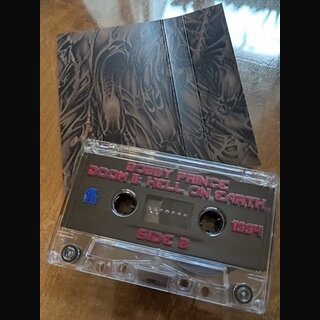 BOBBY PRINCE
DOOM II: HELL ON EARTH
1994
SIDE B